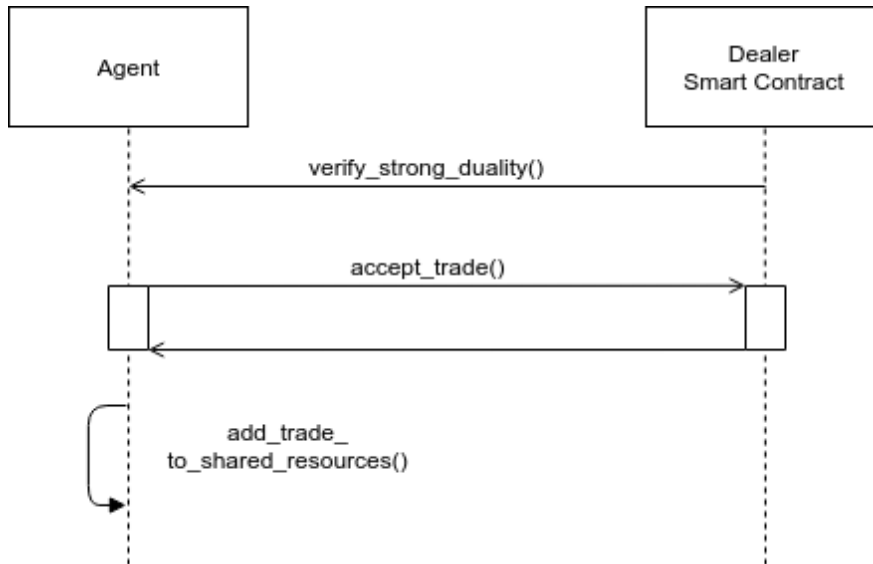 Agent
Dealer
Smart Contract
verify_strong_duality()
accept_trade()
add_trade_
to_shared_resources()